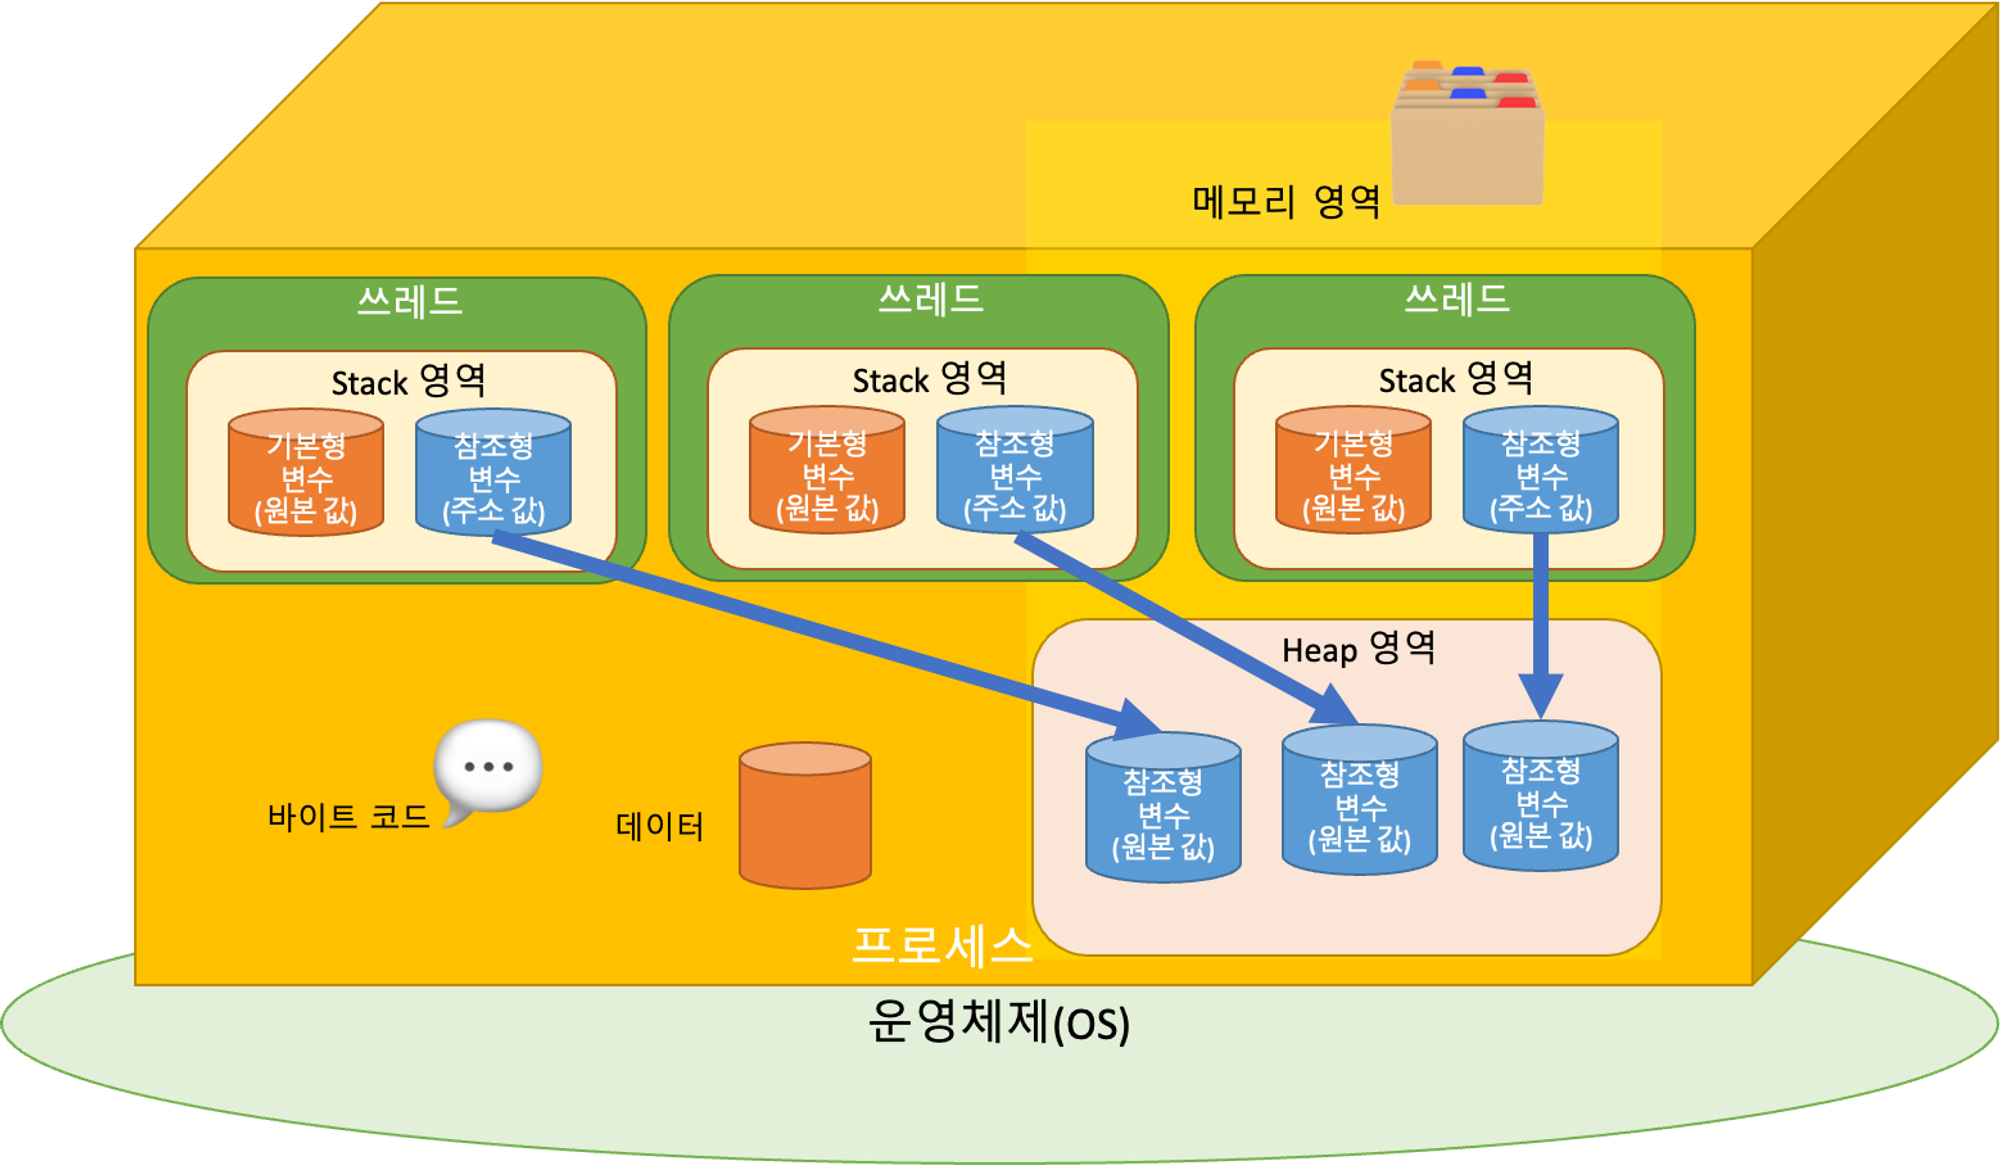 메모리 영역
쓰레드
Stack 영역
기본형
변수
(원본 값)
참조형
변수
(주소 값)
쓰레드
Stack 영역
기본형
변수
(원본 값)
참조형
변수
(주소 값)
쓰레드
Stack 영역
기본형
변수
(원본 값)
참조형
변수
(주소 값)
Heap 영역
참조형
변수
(원본 값)
참조형
변수
(원본 값)
참조형
변수
(원본 값)
바이트 코드
데이터
프로세스
운영체제(OS)